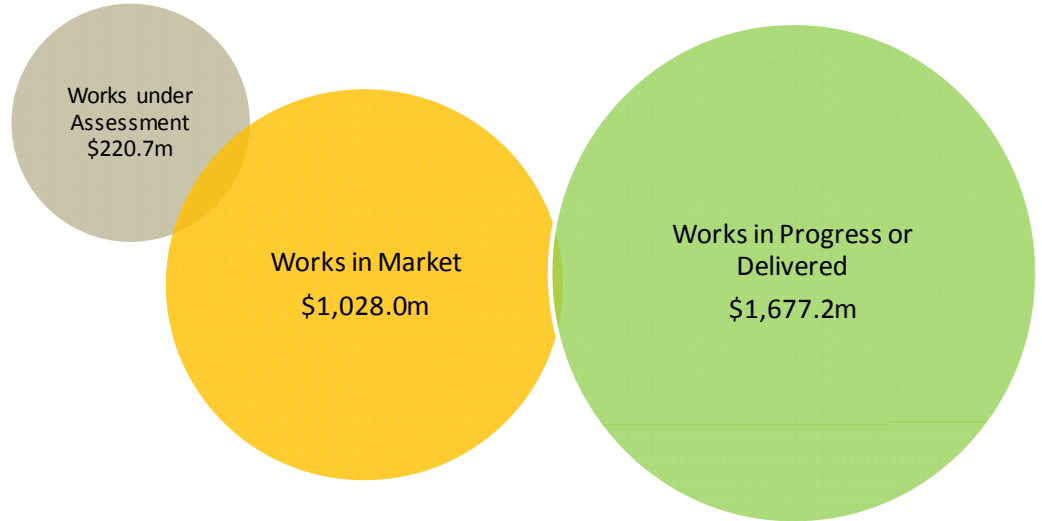 Works under
Assessment
$220.7m
Works in Market
$1,028.0m
Works in Progress or
Delivered
$1,677.2m